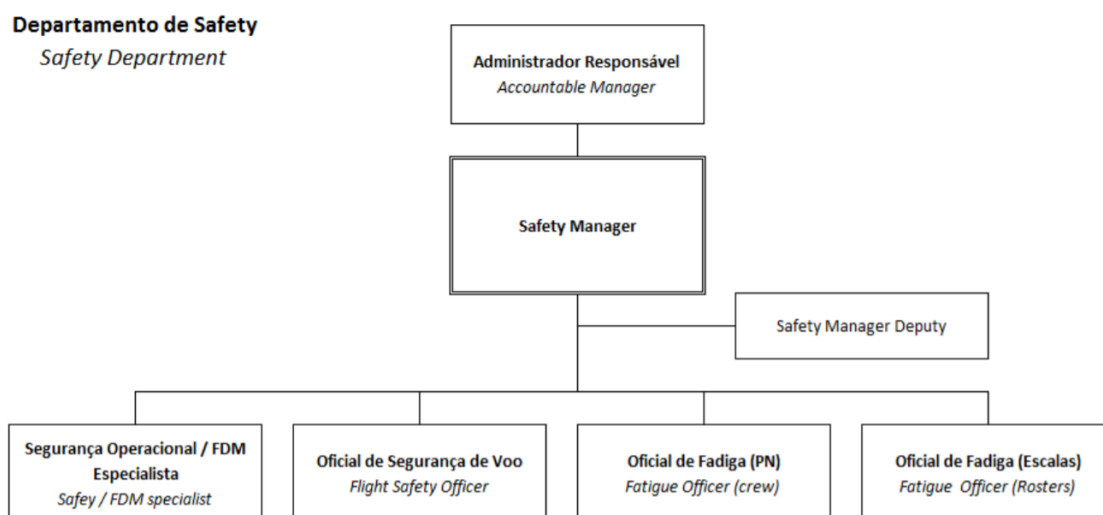 Departamento de Safety
Safety Department
Administrador Responsável
Accountable Manager
Safety Manager
Safety Manager Deputy
Segurança Operacional / FDM
Especialista
Safey / FDM specialist
Oficial de Segurança de Voo
Flight Safety Officer
Oficial de Fadiga (PN)
Fatigue Officer (crew)
Oficial de Fadiga (Escalas)
Fatigue Officer (Rosters)